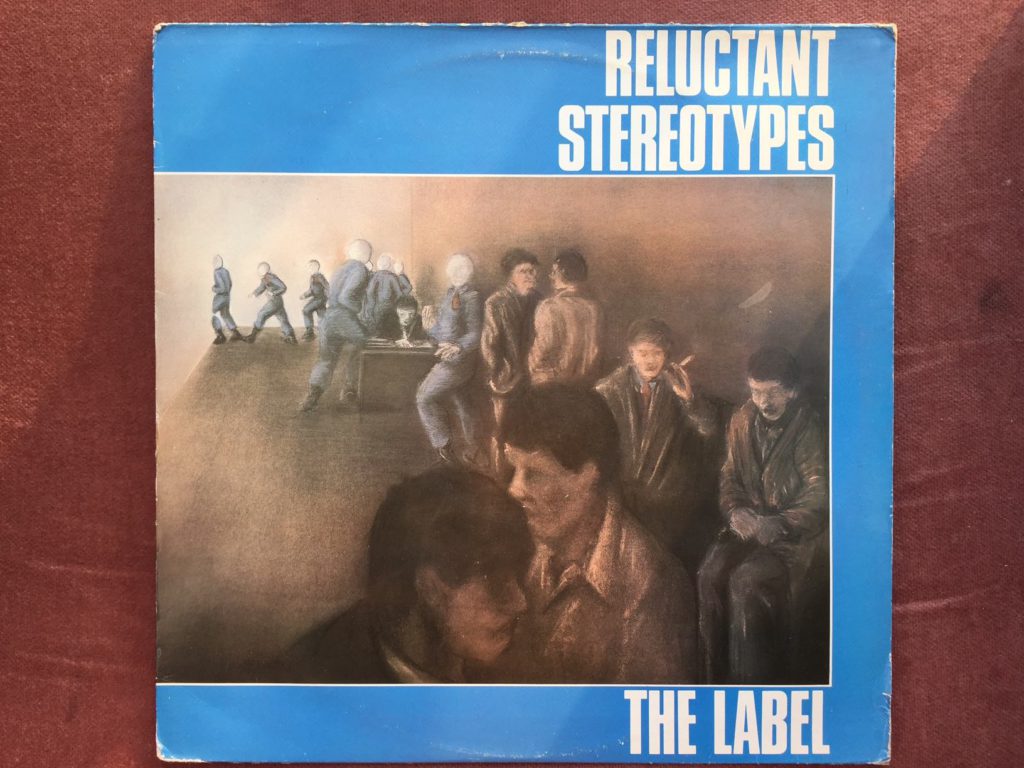 RELUCTANT
STEREOTYPES
THE LABEL